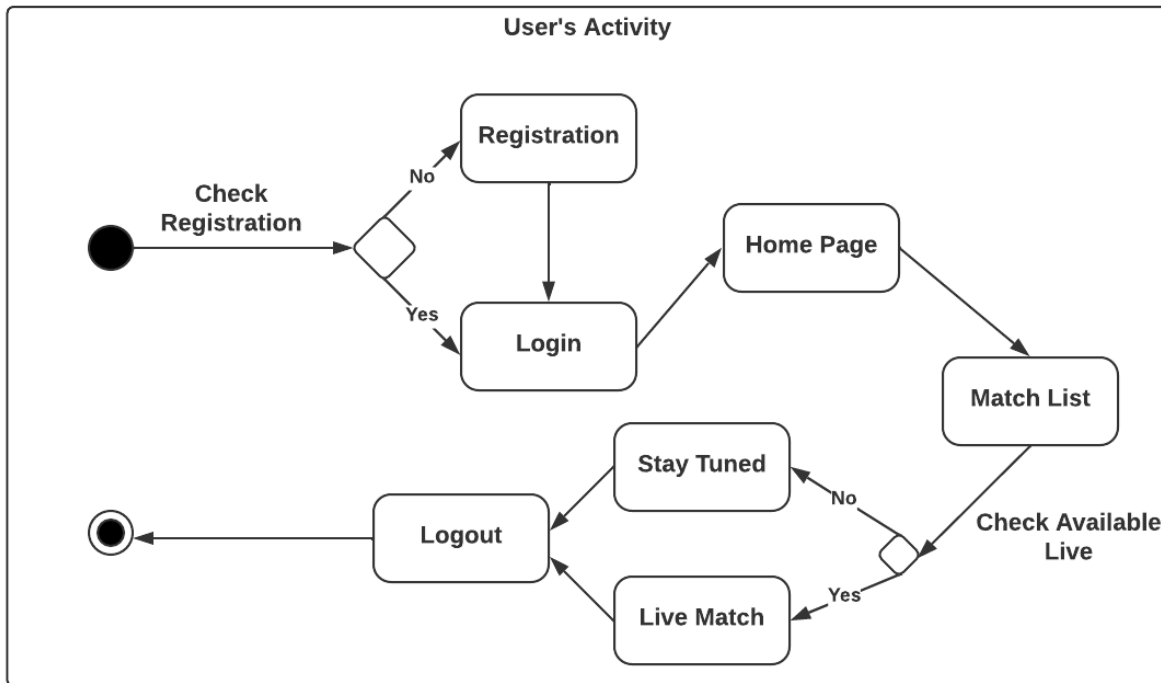 User's Activity
Registration
No
Check
Registration
Home Page
Yes
Login
Match List
Stay Tuned
No
Check Available
Live
Logout
Yes
Live Match